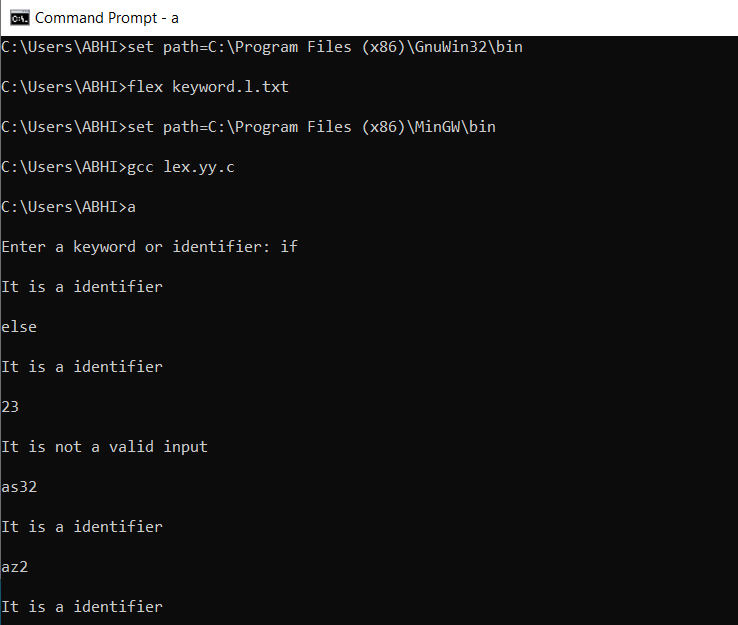 Command Prompt - a
C:\Users\ABHI>set path=C:\Program Files (x86)\GnuWin32\bin
C:\Users\ABHI>flex keyword.l.txt
C:\Users\ABHI>set path=C:\Program Files (x86)\MinGW\bin
C:\Users\ABHI>gcc lex.yy.c
C:\Users\ABHI>a
Enter a keyword or identifier: if
It is a identifier
else
It is a identifier
23
It is not a valid input
as32
It is a identifier
az2
It is a identifier